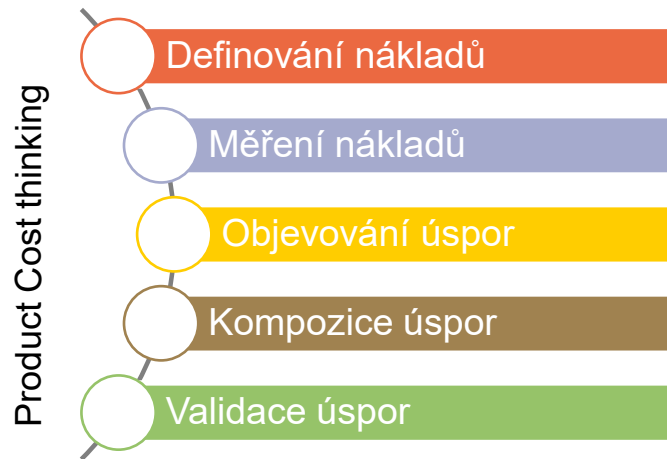 Product Cost thinking
Definování nákladů
Měření nákladů
Objevování úspor
Kompozice úspor
Validace úspor